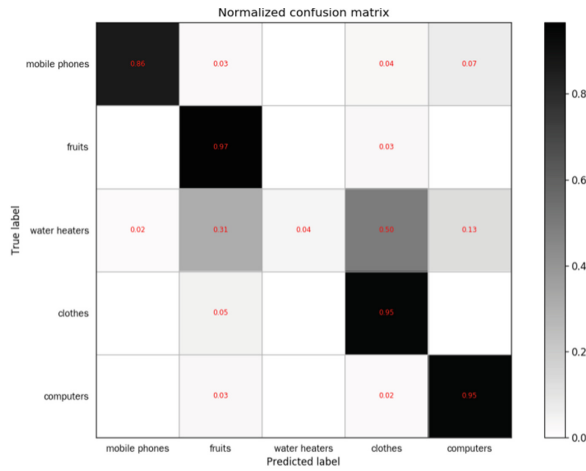 Normalized confusion matrix
True label
mobile phones 0.86 0.03 0.04 0.07
fruits 0.97 0.03
water heaters 0.02 0.31 0.04 0.50 0.13
clothes 0.05 0.95
computers 0.03 0.02 0.95
mobile phones fruits water heaters clothes computers
Predicted label
0.8
0.6
0.4
0.2
0.0